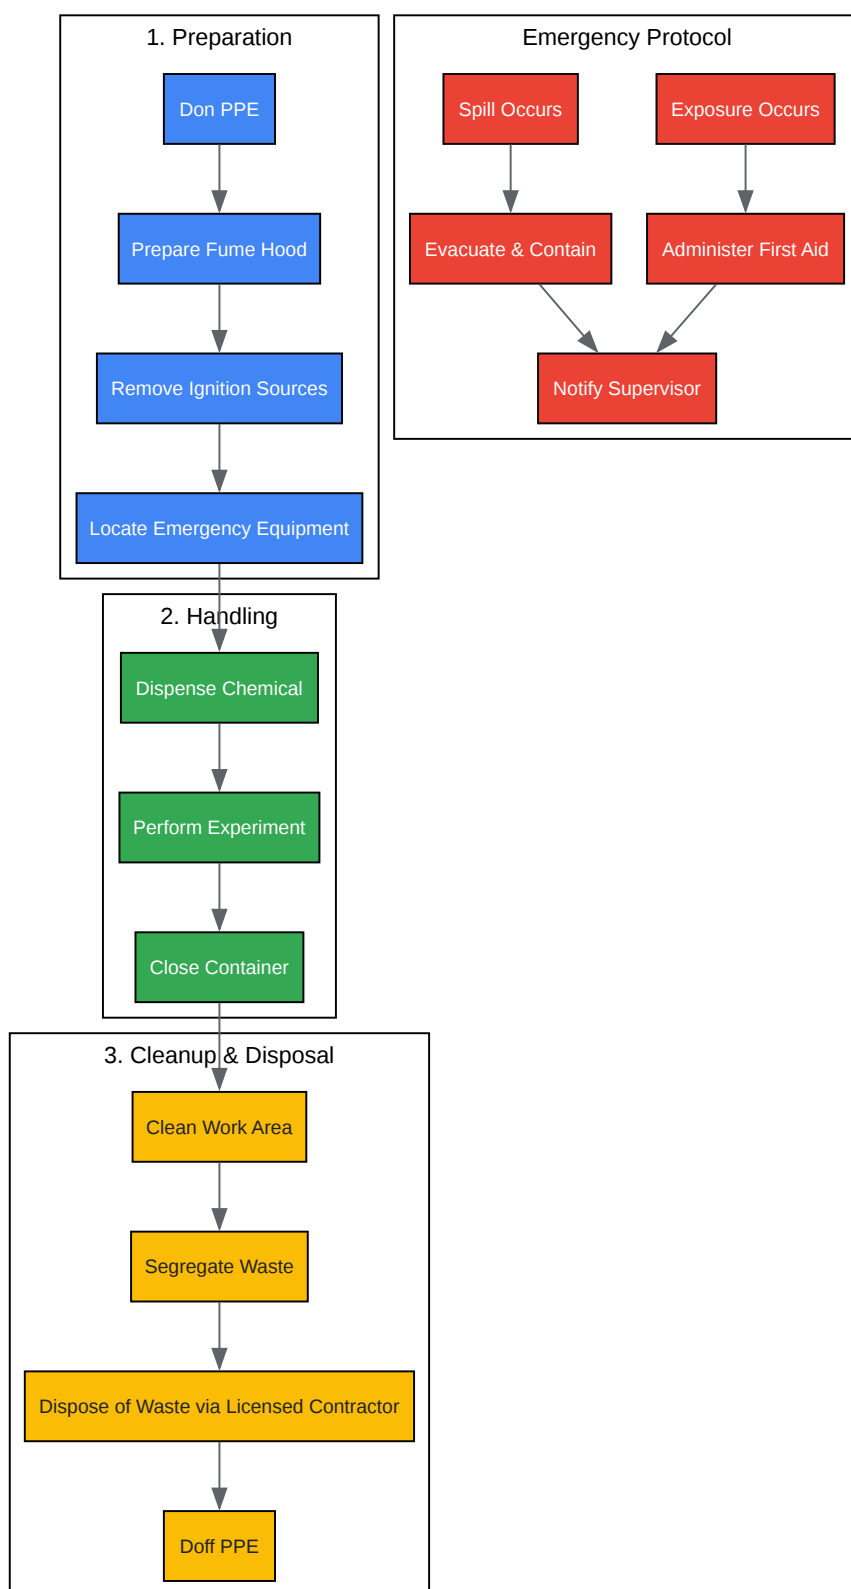 1. Preparation
Don PPE
Prepare Fume Hood
Remove Ignition Sources
Locate Emergency Equipment
Emergency Protocol
Spill Occurs
Exposure Occurs
Evacuate & Contain
Administer First Aid
Notify Supervisor
2. Handling
Dispense Chemical
Perform Experiment
Close Container
3. Cleanup & Disposal
Clean Work Area
Segregate Waste
Dispose of Waste via Licensed Contractor
Doff PPE